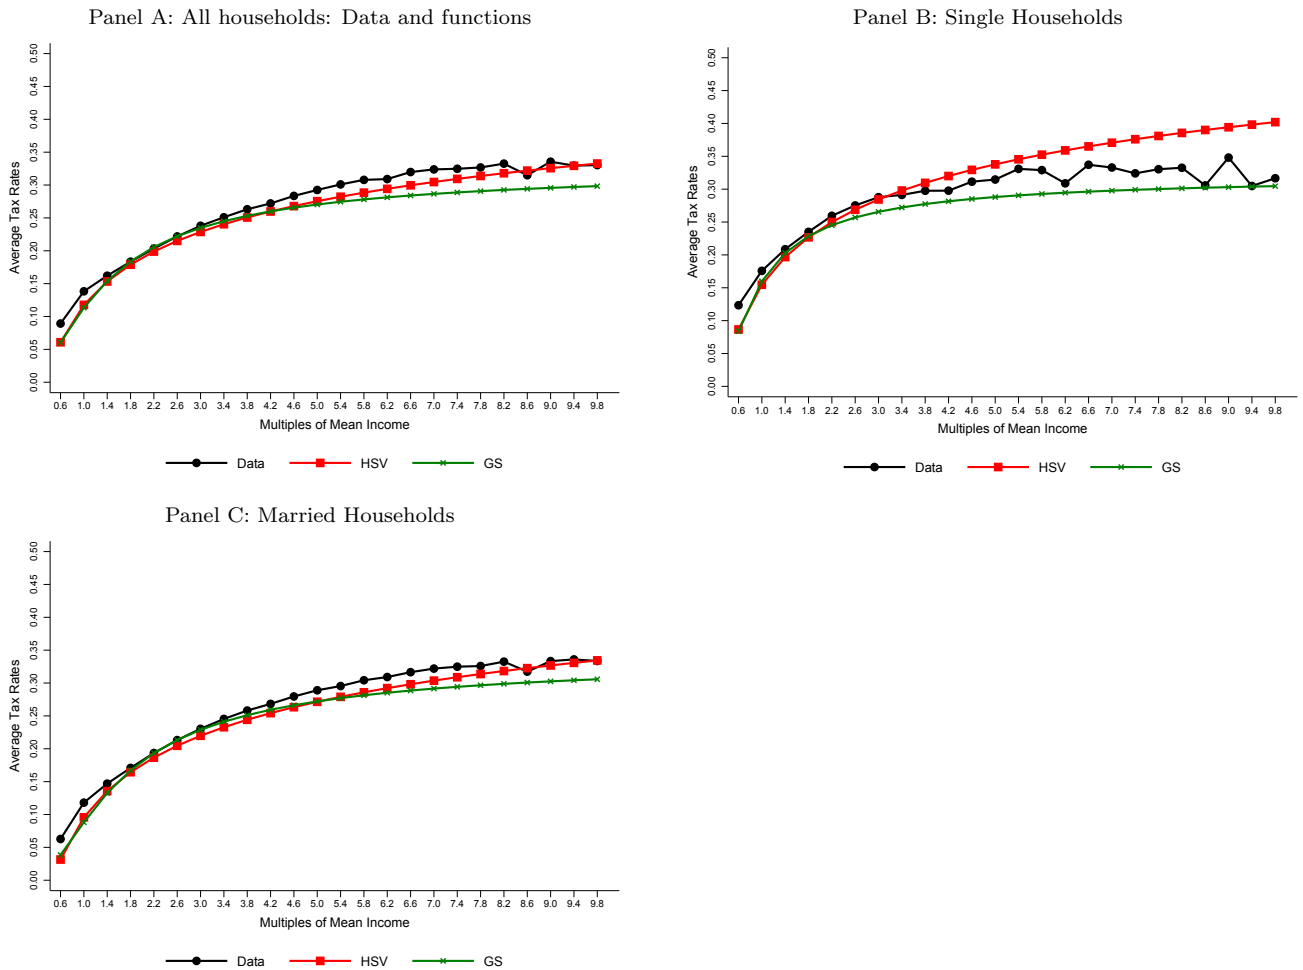 Panel A: All households: Data and functions
Average Tax Rates
0.50
0.45
0.40
0.35
0.30
0.25
0.20
0.15
0.10
0.05
0.00
0.6 1.0 1.4 1.8 2.2 2.6 3.0 3.4 3.8 4.2 4.6 5.0 5.4 5.8 6.2 6.6 7.0 7.4 7.8 8.2 8.6 9.0 9.4 9.8
Multiples of Mean Income
Data HSV GS
Panel B: Single Households
Average Tax Rates
0.50
0.45
0.40
0.35
0.30
0.25
0.20
0.15
0.10
0.05
0.00
0.6 1.0 1.4 1.8 2.2 2.6 3.0 3.4 3.8 4.2 4.6 5.0 5.4 5.8 6.2 6.6 7.0 7.4 7.8 8.2 8.6 9.0 9.4 9.8
Multiples of Mean Income
Data HSV GS
Panel C: Married Households
Average Tax Rates
0.50
0.45
0.40
0.35
0.30
0.25
0.20
0.15
0.10
0.05
0.00
0.6 1.0 1.4 1.8 2.2 2.6 3.0 3.4 3.8 4.2 4.6 5.0 5.4 5.8 6.2 6.6 7.0 7.4 7.8 8.2 8.6 9.0 9.4 9.8
Multiples of Mean Income
Data HSV GS